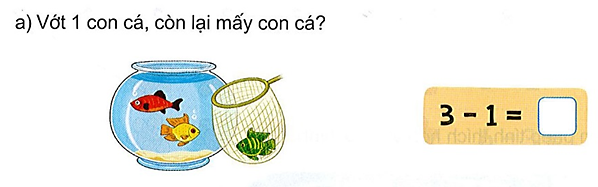 a) Vớt 1 con cá, còn lại mấy con cá?
3 - 1 =